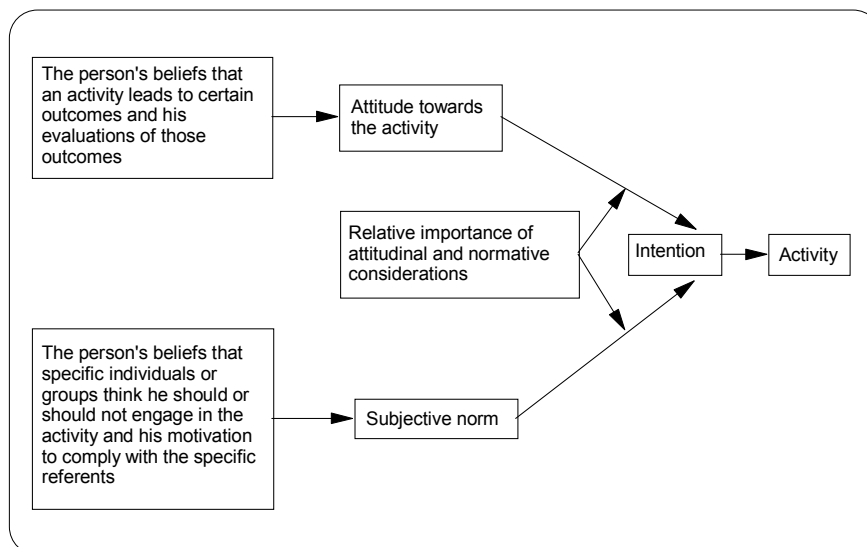 The person's beliefs that
an activity leads to certain
outcomes and his
evaluations of those
outcomes
Attitude towards
the activity
Relative importance of
attitudinal and normative
considerations
Intention
Activity
The person's beliefs that
specific individuals or
groups think he should or
should not engage in the
activity and his motivation
to comply with the specific
referents
Subjective norm